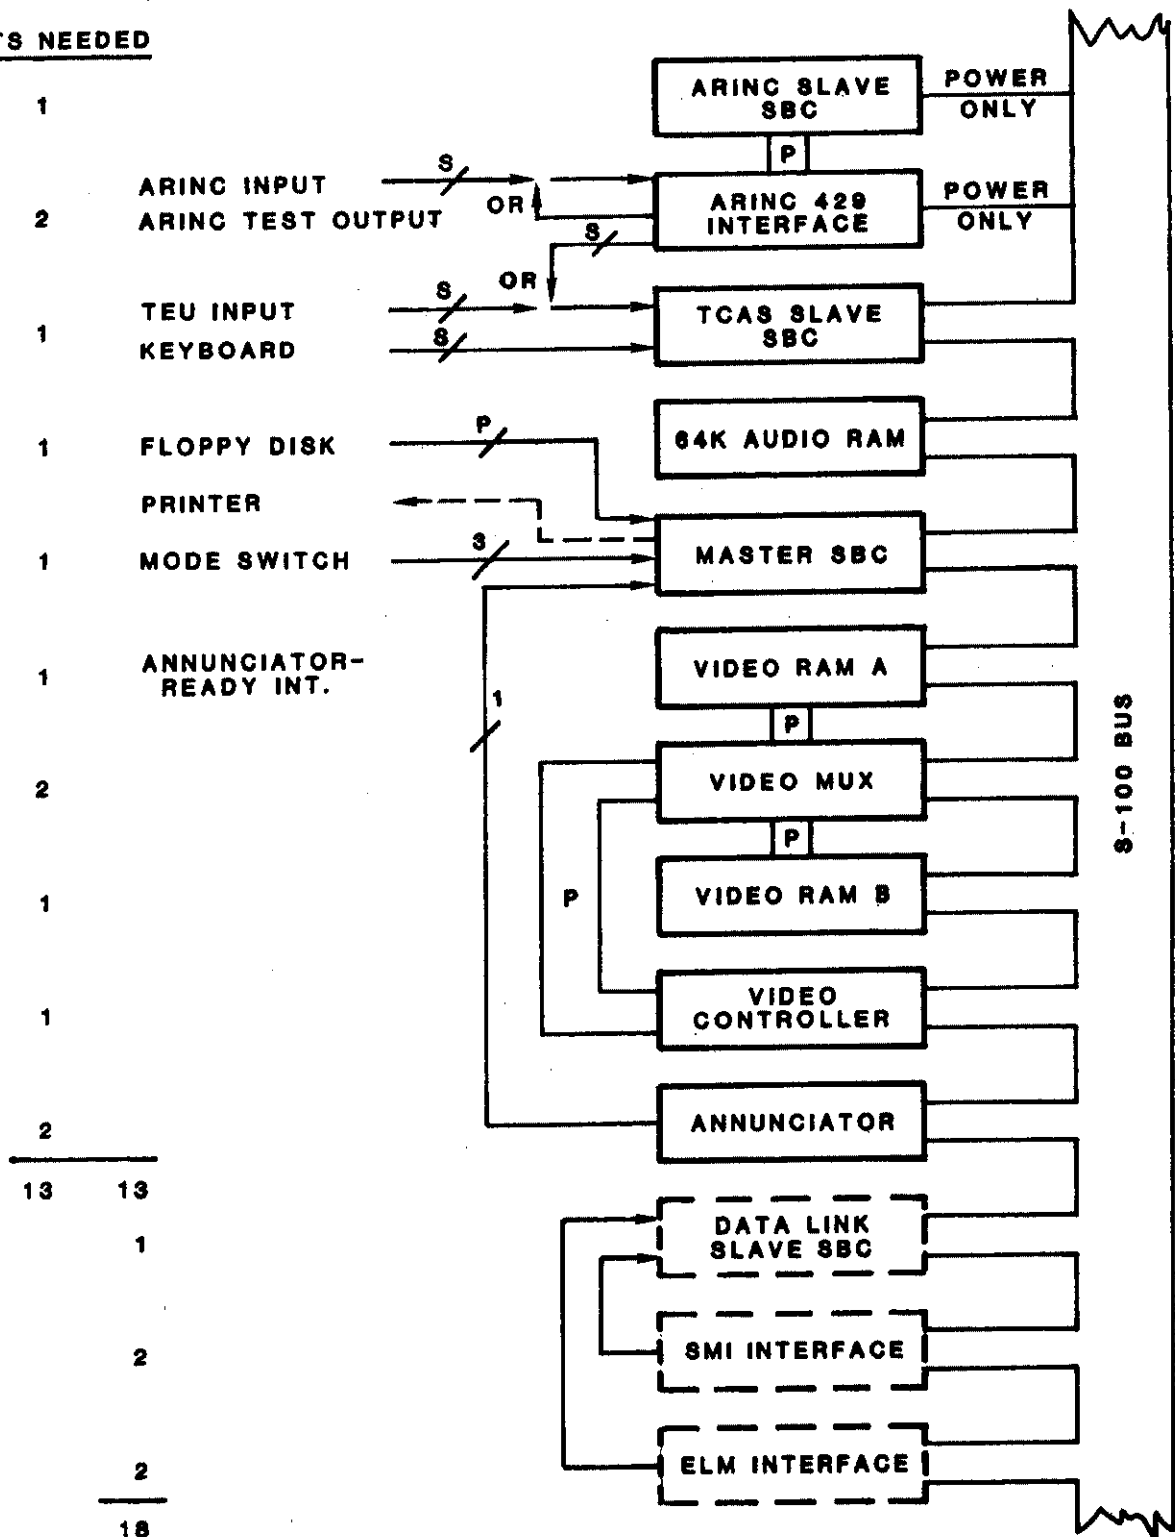 'S NEEDED
1
ARINC SLAVE
SBC
POWER
ONLY
P
ARINC INPUT
S
2
ARINC TEST OUTPUT
OR
ARINC 429
INTERFACE
POWER
ONLY
S
OR
TEU INPUT
S
1
KEYBOARD
S
TCAS SLAVE
SBC
1
FLOPPY DISK
P
64K AUDIO RAM
PRINTER
1
MODE SWITCH
3
MASTER SBC
1
ANNUNCIATOR-
READY INT.
1
VIDEO RAM A
P
2
VIDEO MUX
P
1
P
VIDEO RAM B
1
VIDEO
CONTROLLER
2
ANNUNCIATOR
S-100 BUS
13 13
1
DATA LINK
SLAVE SBC
2
SMI INTERFACE
2
ELM INTERFACE
18